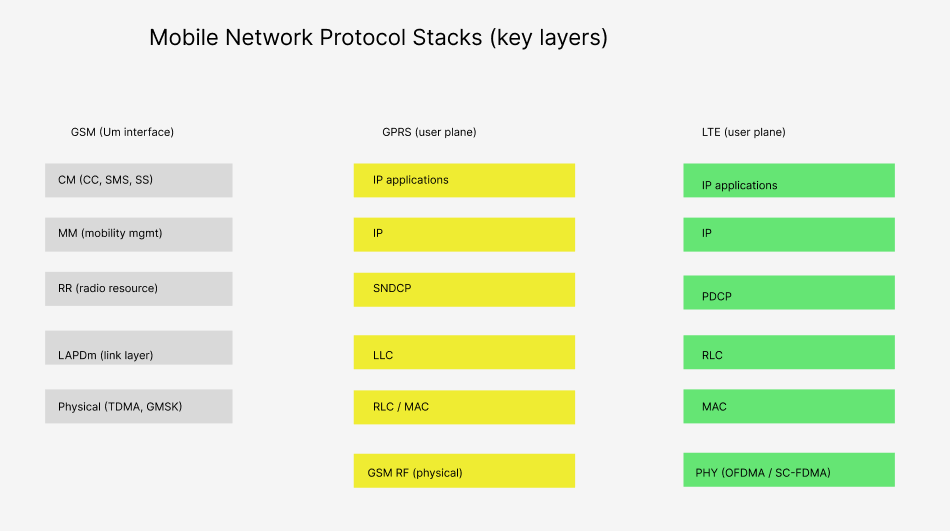 Mobile Network Protocol Stacks (key layers)
GSM (Um interface)
CM (CC, SMS, SS)
MM (mobility mgmt)
RR (radio resource)
LAPDm (link layer)
Physical (TDMA, GMSK)
GPRS (user plane)
IP applications
IP
SNDCP
LLC
RLC / MAC
GSM RF (physical)
LTE (user plane)
IP applications
IP
PDCP
RLC
MAC
PHY (OFDMA / SC-FDMA)